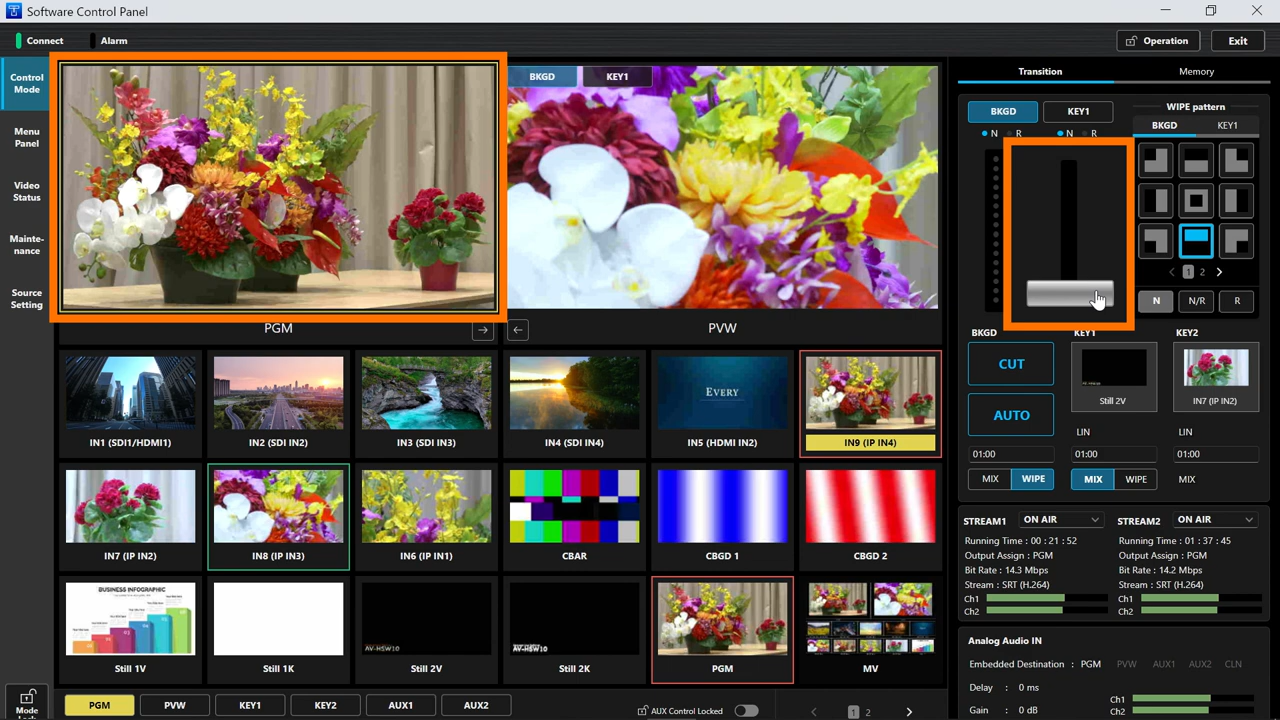 Software Control Panel
Connect
Alarm
Operation
Exit
Control
Mode
Menu
Panel
Video
Status
Mainte-
nance
Source
Setting
Mode
BKGD
KEY1
PGM
PVW
IN1 (SDI1/HDMI1)
IN2 (SDI IN2)
IN3 (SDI IN3)
IN4 (SDI IN4)
EVERY
IN5 (HDMI IN2)
IN9 (IP IN4)
IN7 (IP IN2)
IN8 (IP IN3)
IN6 (IP IN1)
CBAR
CBGD 1
CBGD 2
BUSINESS INFOGRAPHIC
Still 1V
Still 1K
AV-HSW10
Still 2V
AV-HSW10
Still 2K
PGM
MV
PGM
PVW
KEY1
KEY2
AUX1
AUX2
AUX Control Locked
1 2
Transition
Memory
BKGD
KEY1
N R
N R
WIPE pattern
BKGD
KEY1
1 2
N
N/R
R
BKGD
KEY1
KEY2
CUT
AUTO
Still 2V
IN7 (IP IN2)
LIN
LIN
01:00
01:00
01:00
MIX
WIPE
MIX
WIPE
MIX
STREAM1
ON AIR
STREAM2
ON AIR
Running Time : 00 : 21 : 52
Running Time : 01 : 37 : 45
Output Assign : PGM
Output Assign : PGM
Bit Rate : 14.3 Mbps
Bit Rate : 14.2 Mbps
Stream : SRT (H.264)
Stream : SRT (H.264)
Ch1
Ch1
Ch2
Ch2
Analog Audio IN
Embedded Destination : PGM PVW AUX1 AUX2 CLN
Delay : 0 ms
Gain : 0 dB
Ch1
Ch2